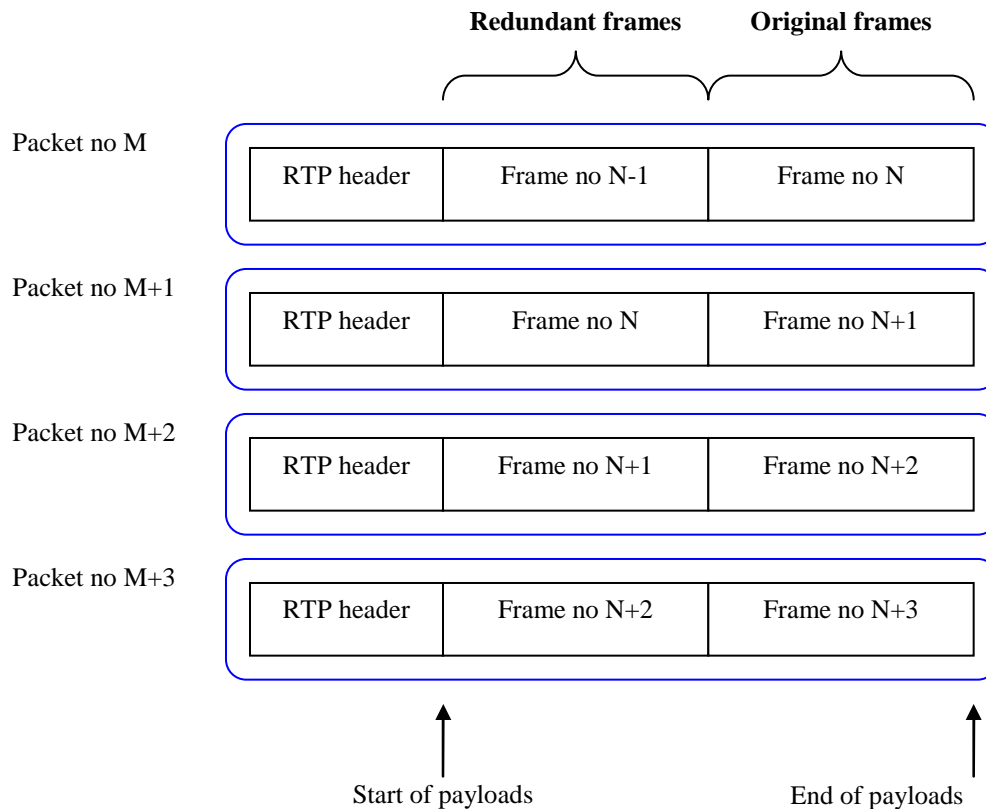 Redundant frames Original frames
Packet no M
RTP header Frame no N-1 Frame no N
Packet no M+1
RTP header Frame no N Frame no N+1
Packet no M+2
RTP header Frame no N+1 Frame no N+2
Packet no M+3
RTP header Frame no N+2 Frame no N+3
Start of payloads End of payloads